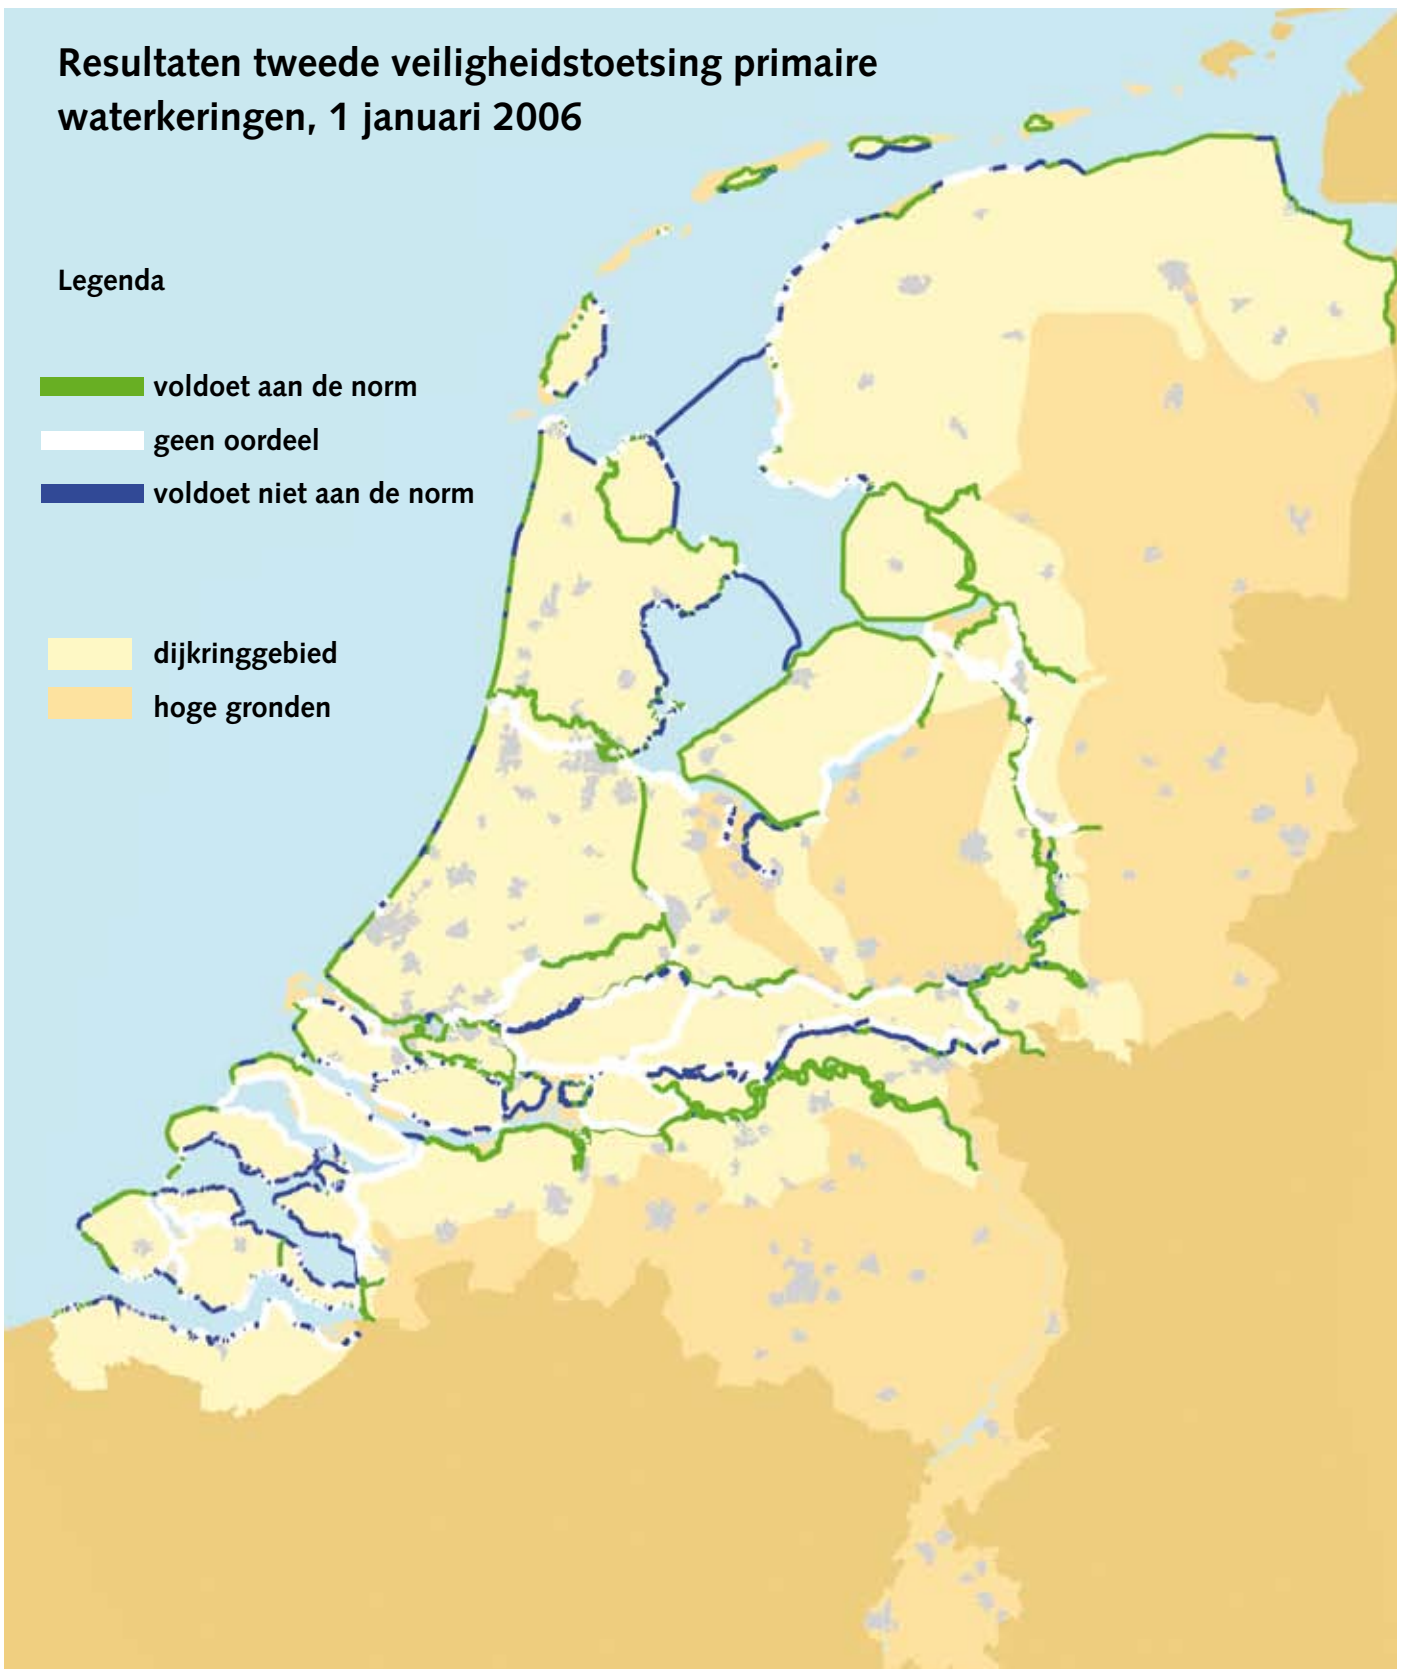 Resultaten tweede veiligheidstoetsing primaire
waterkeringen, 1 januari 2006
Legenda
voldoet aan de norm
geen oordeel
voldoet niet aan de norm
dijkringgebied
hoge gronden